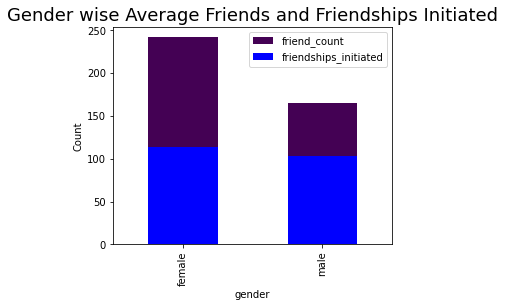 Gender wise Average Friends and Friendships Initiated
250
200
150
100
50
0
Count
friend_count
friendships_initiated
female
male
gender